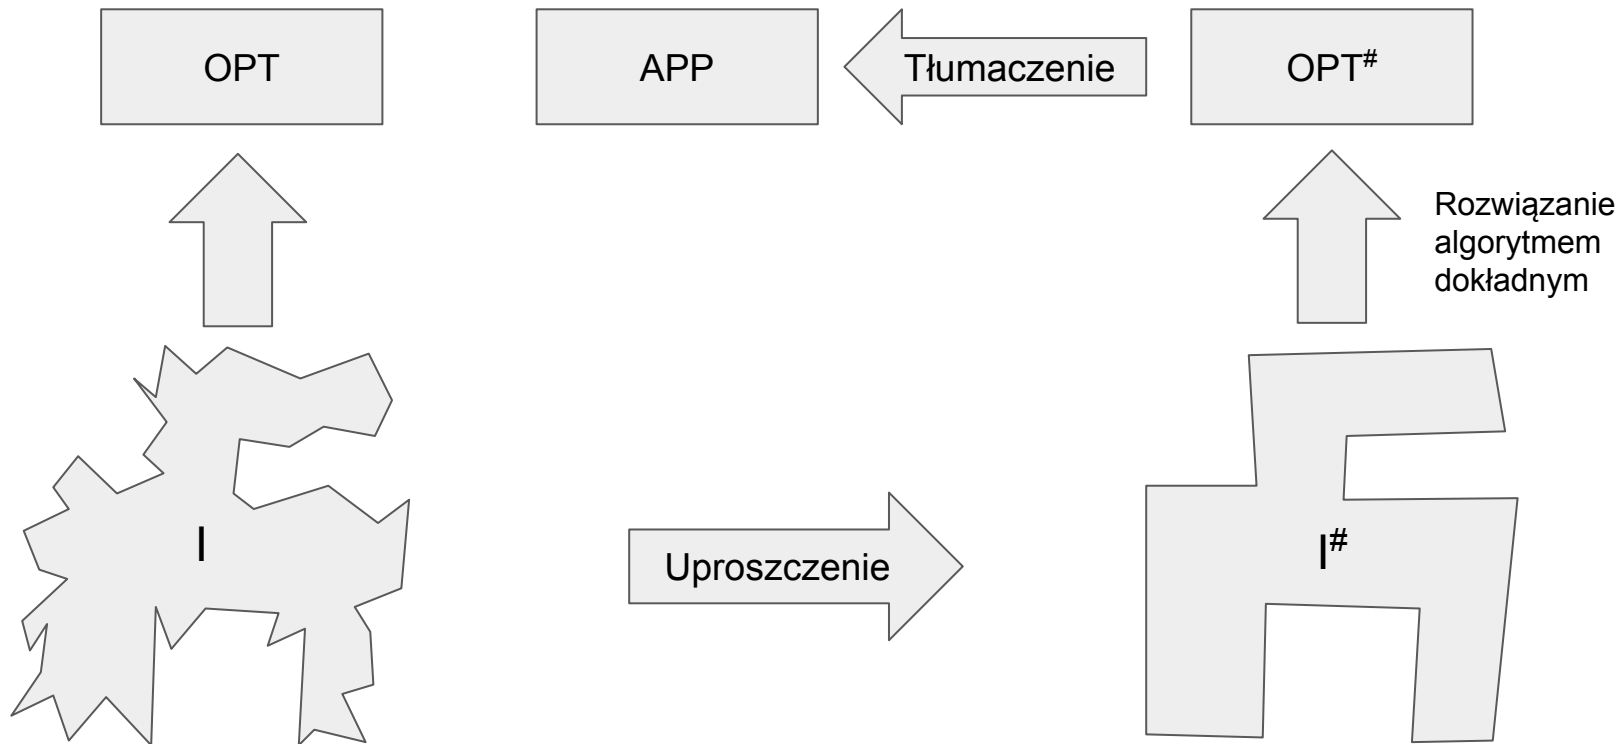 OPT
APP
Tłumaczenie
OPT#
Rozwiązanie
algorytmem
dokładnym
I
Uproszczenie
I#